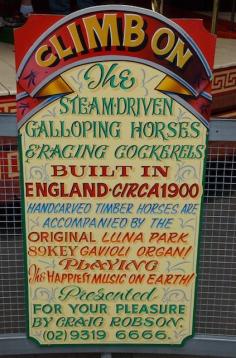 CLIMB ON
The
STEAM-DRIVEN
GALLOPING HORSES
& RACING COCKERELS
BUILT IN
ENGLAND·CIRCA 1900
HANDCARVED TIMBER HORSES ARE
ACCOMPANIED BY THE
ORIGINAL LUNA PARK
89 KEY GAVIOLI ORGAN!
PLAYING
The HAPPIEST MUSIC ON EARTH!
Presented
FOR YOUR PLEASURE
BY CRAIG ROBSON.
(02) 9319 6666.